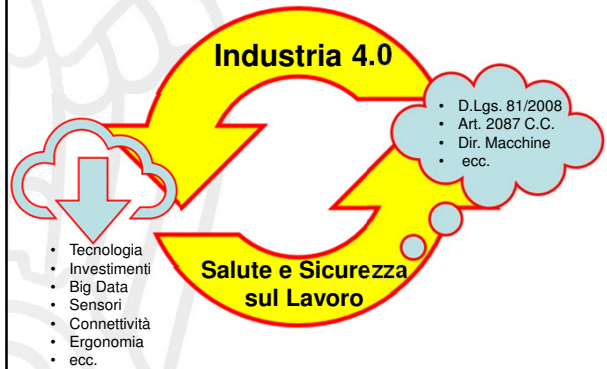 Industria 4.0
• D.Lgs. 81/2008
• Art. 2087 C.C.
• Dir. Macchine
• ecc.
• Tecnologia
• Investimenti
• Big Data
• Sensori
• Connettività
• Ergonomia
• ecc.
Salute e Sicurezza
sul Lavoro